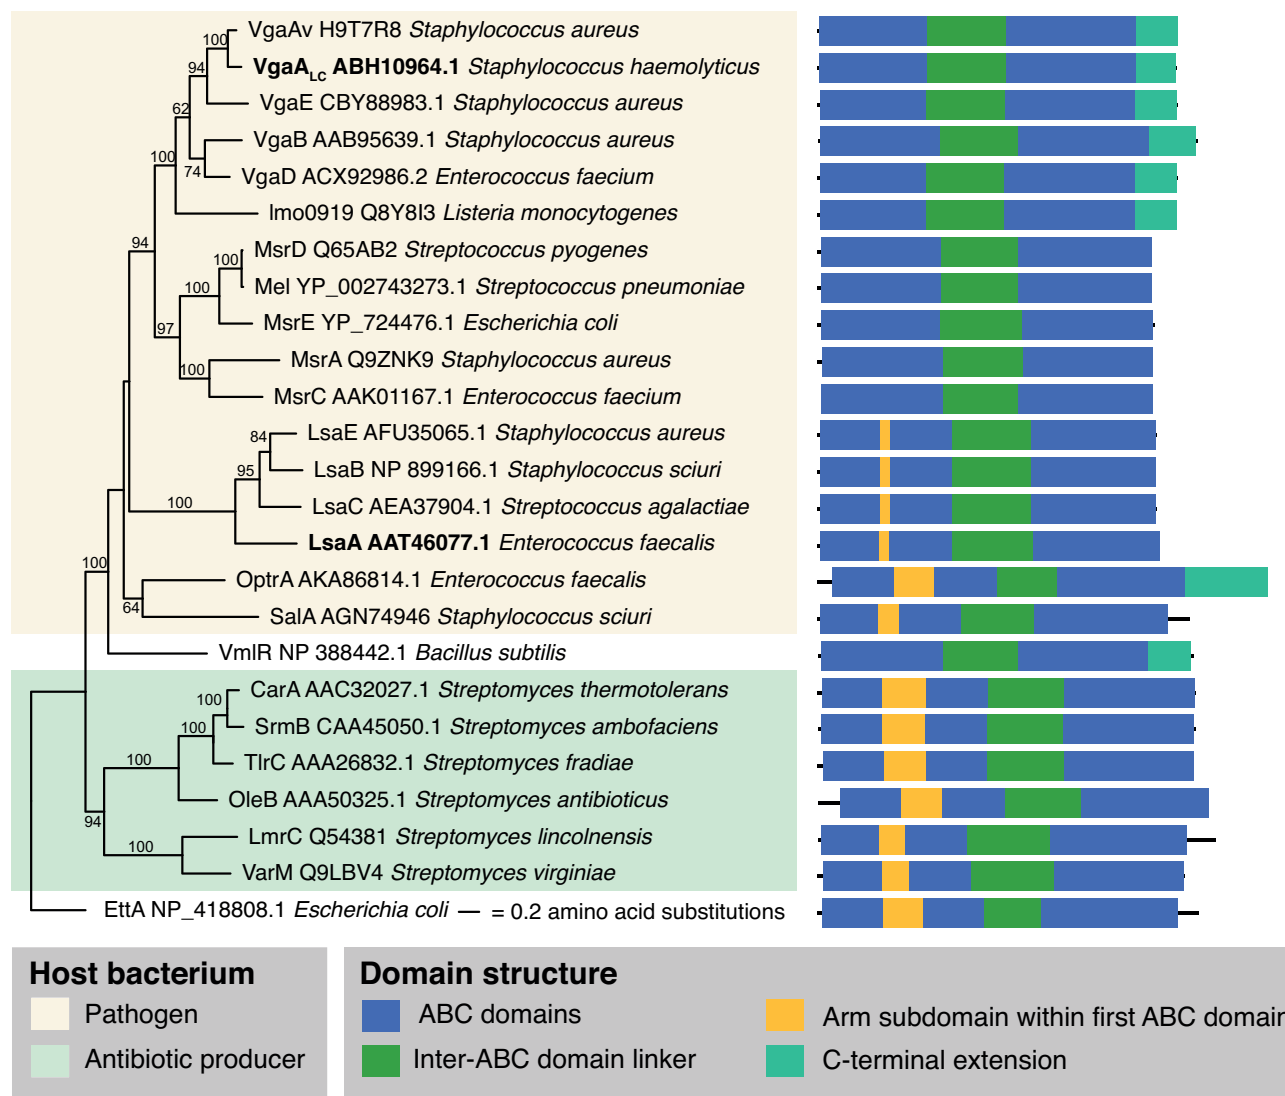 100 VgaAv H9T7R8 Staphylococcus aureus
94 VgaALC ABH10964.1 Staphylococcus haemolyticus
62 VgaE CBY88983.1 Staphylococcus aureus
100 VgaB AAB95639.1 Staphylococcus aureus
74 VgaD ACX92986.2 Enterococcus faecium
lmo0919 Q8Y8I3 Listeria monocytogenes
94 MsrD Q65AB2 Streptococcus pyogenes
100 Mel YP_002743273.1 Streptococcus pneumoniae
100 MsrE YP_724476.1 Escherichia coli
97 MsrA Q9ZNK9 Staphylococcus aureus
100 MsrC AAK01167.1 Enterococcus faecium
84 LsaE AFU35065.1 Staphylococcus aureus
95 LsaB NP 899166.1 Staphylococcus sciuri
100 LsaC AEA37904.1 Streptococcus agalactiae
LsaA AAT46077.1 Enterococcus faecalis
100 OptrA AKA86814.1 Enterococcus faecalis
64 SalA AGN74946 Staphylococcus sciuri
VmlR NP 388442.1 Bacillus subtilis
100 CarA AAC32027.1 Streptomyces thermotolerans
100 SrmB CAA45050.1 Streptomyces ambofaciens
100 TlrC AAA26832.1 Streptomyces fradiae
OleB AAA50325.1 Streptomyces antibioticus
94 LmrC Q54381 Streptomyces lincolnensis
100 VarM Q9LBV4 Streptomyces virginiae
EttA NP_418808.1 Escherichia coli — = 0.2 amino acid substitutions
Host bacterium
Pathogen
Antibiotic producer
Domain structure
ABC domains
Inter-ABC domain linker
Arm subdomain within first ABC domain
C-terminal extension